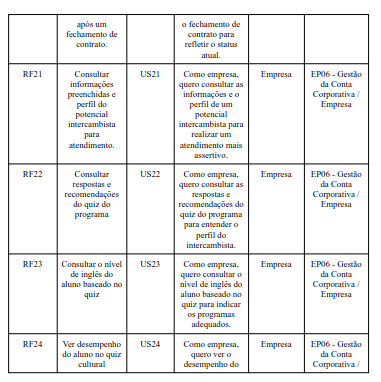 após um
fechamento de
contrato.
o fechamento de
contrato para
refletir o status
atual.
RF21
Consultar
informações
preenchidas e
perfil do
potencial
intercambista
para
atendimento.
US21
Como empresa,
quero consultar as
informações e o
perfil de um
potencial
intercambista para
realizar um
atendimento mais
assertivo.
Empresa
EP06 - Gestão
da Conta
Corporativa /
Empresa
RF22
Consultar
respostas e
recomendações
do quiz do
programa
US22
Como empresa,
quero consultar as
respostas e
recomendações do
quiz do programa
para entender o
perfil do
intercambista.
Empresa
EP06 - Gestão
da Conta
Corporativa /
Empresa
RF23
Consultar o nível
de inglês do
aluno baseado no
quiz
US23
Como empresa,
quero consultar o
nível de inglês do
aluno baseado no
quiz para indicar
os programas
adequados.
Empresa
EP06 - Gestão
da Conta
Corporativa /
Empresa
RF24
Ver desempenho
do aluno no quiz
cultural
US24
Como empresa,
quero ver o
desempenho do
Empresa
EP06 - Gestão
da Conta
Corporativa /